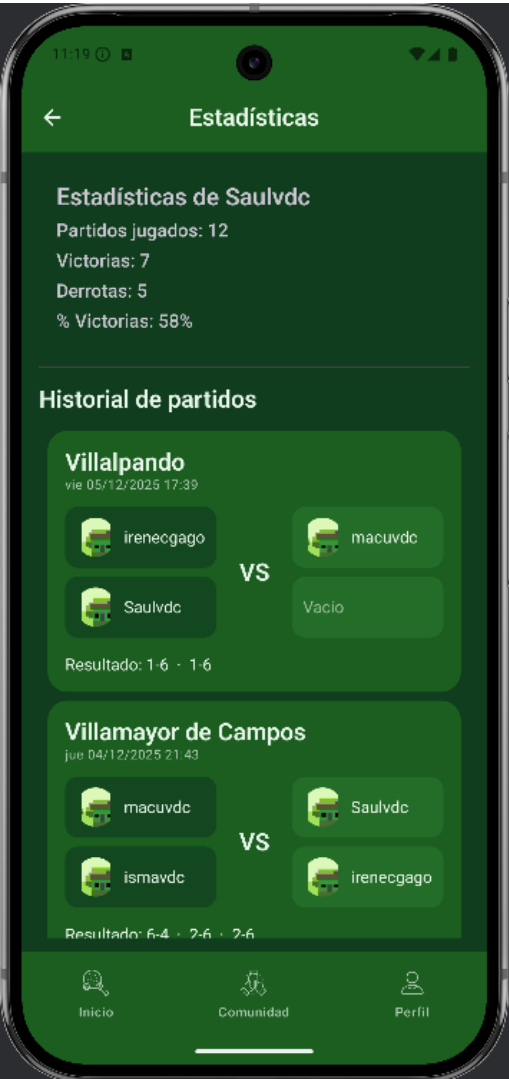 11:19
Estadísticas
Estadísticas de Saulvdc
Partidos jugados: 12
Victorias: 7
Derrotas: 5
% Victorias: 58%
Historial de partidos
Villalpando
vie 05/12/2025 17:39
irenecgago
macuvdc
VS
Saulvdc
Vacío
Resultado: 1-6 · 1-6
Villamayor de Campos
jue 04/12/2025 21:43
macuvdc
Saulvdc
VS
ismavdc
irenecgago
Resultado: 6-4 · 2-6 · 2-6
Inicio
Comunidad
Perfil